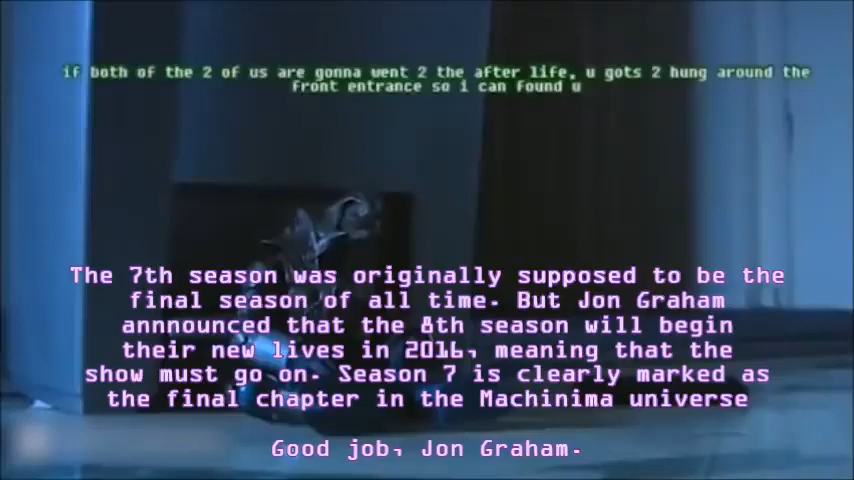 if both of the 2 of us are gonna went 2 the after life, u gots 2 hung around the
front entrance so i can found u
The 7th season was originally supposed to be the
final season of all time. But Jon Graham
annnounced that the 8th season will begin
their new lives in 2016, meaning that the
show must go on. Season 7 is clearly marked as
the final chapter in the Machinima universe
Good job, Jon Graham.